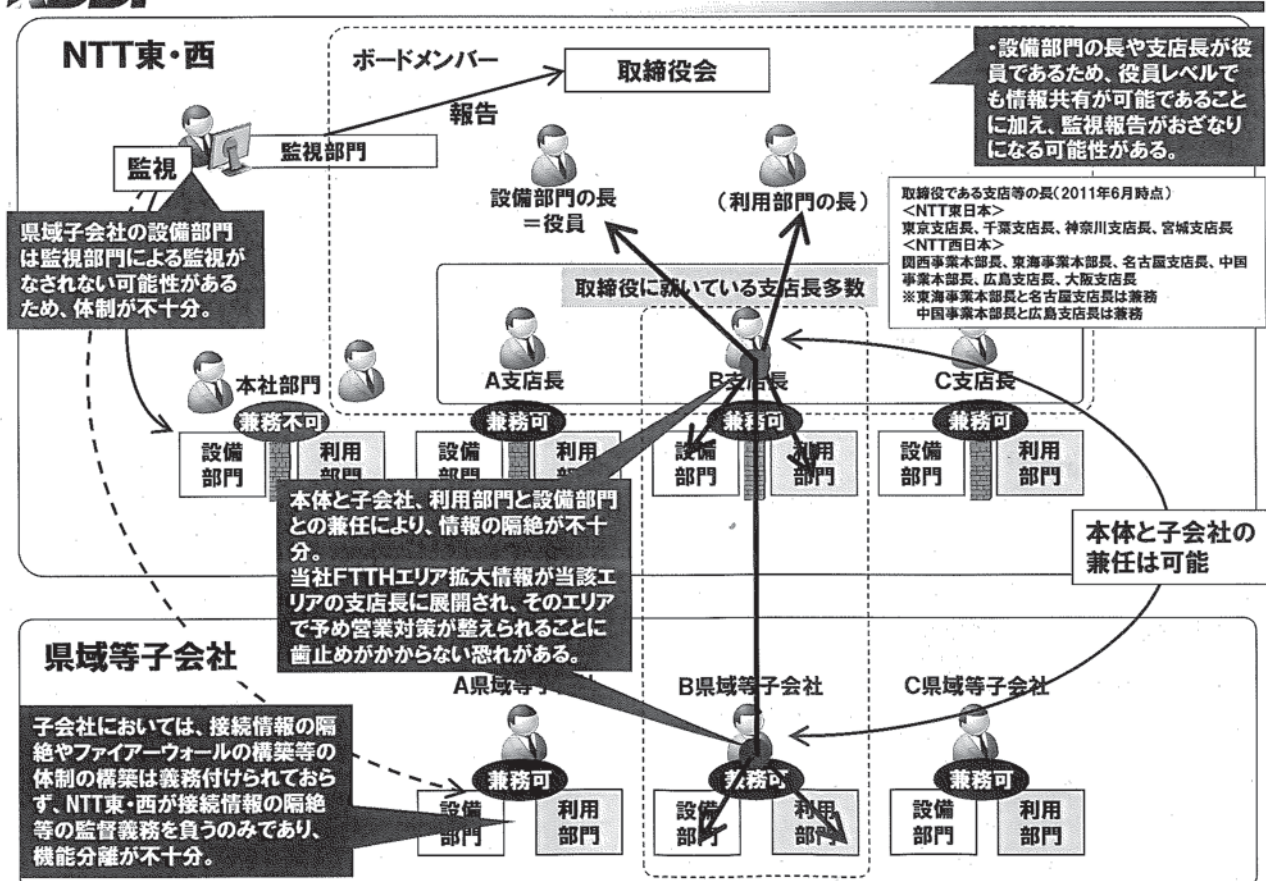 NTT東・西
ボードメンバー
取締役会
報告
監視部門
監視
・設備部門の長や支店長が役
員であるため、役員レベルで
も情報共有が可能であること
に加え、監視報告がおざなり
になる可能性がある。
設備部門の長
=役員
(利用部門の長)
取締役である支店等の長(2011年6月時点)
<NTT東日本>
東京支店長、千葉支店長、神奈川支店長、宮城支店長
<NTT西日本>
関西事業本部長、東海事業本部長、名古屋支店長、中国
事業本部長、広島支店長、大阪支店長
※東海事業本部長と名古屋支店長は兼務
中国事業本部長と広島支店長は兼務
県域子会社の設備部門
は監視部門による監視が
なされない可能性がある
ため、体制が不十分。
取締役に就いている支店長多数
本社部門
A支店長
B支店長
C支店長
兼務不可
兼務可
兼務可
兼務可
設備
部門
利用
部門
設備
部門
利用
部門
設備
部門
利用
部門
設備
部門
利用
部門
本体と子会社、利用部門と設備部門
との兼任により、情報の隔絶が不十
分。
当社FTTHエリア拡大情報が当該エ
リアの支店長に展開され、そのエリア
で予め営業対策が整えられることに
歯止めがかからない恐れがある。
本体と子会社の
兼任は可能
県域等子会社
A県域等子会社
B県域等子会社
C県域等子会社
子会社においては、接続情報の隔
絶やファイアーウォールの構築等の
体制の構築は義務付けられておら
ず、NTT東・西が接続情報の隔絶
等の監督義務を負うのみであり、
機能分離が不十分。
兼務可
兼務可
兼務可
設備
部門
利用
部門
設備
部門
利用
部門
設備
部門
利用
部門